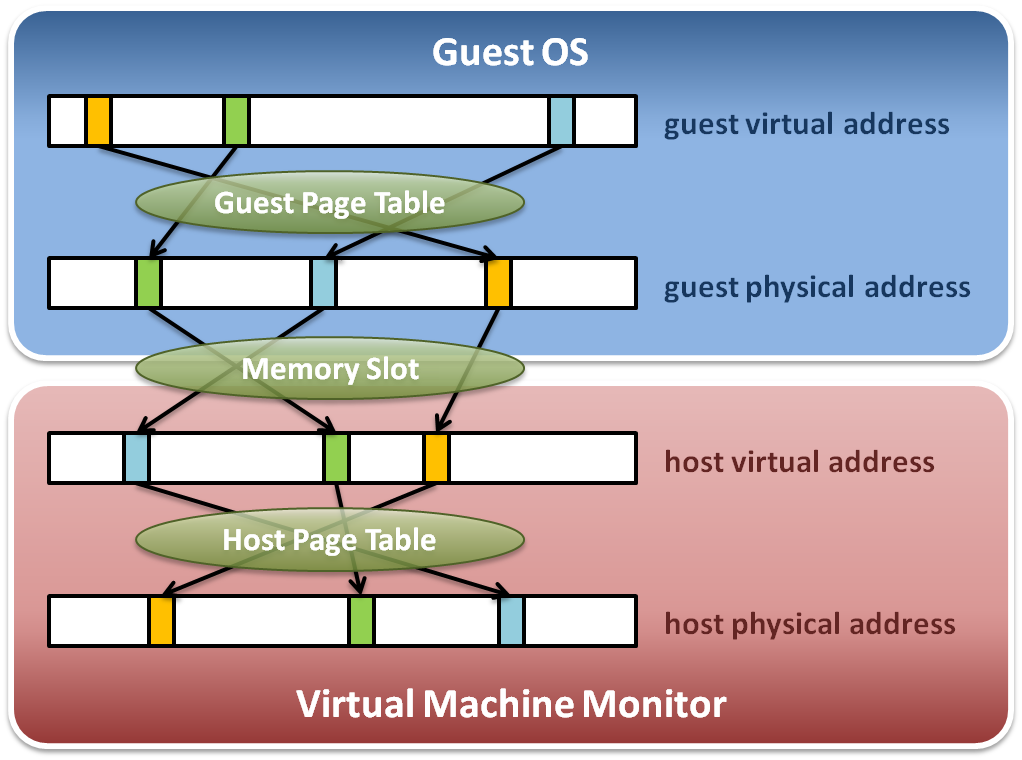 Guest OS
guest virtual address
Guest Page Table
guest physical address
Memory Slot
host virtual address
Host Page Table
host physical address
Virtual Machine Monitor